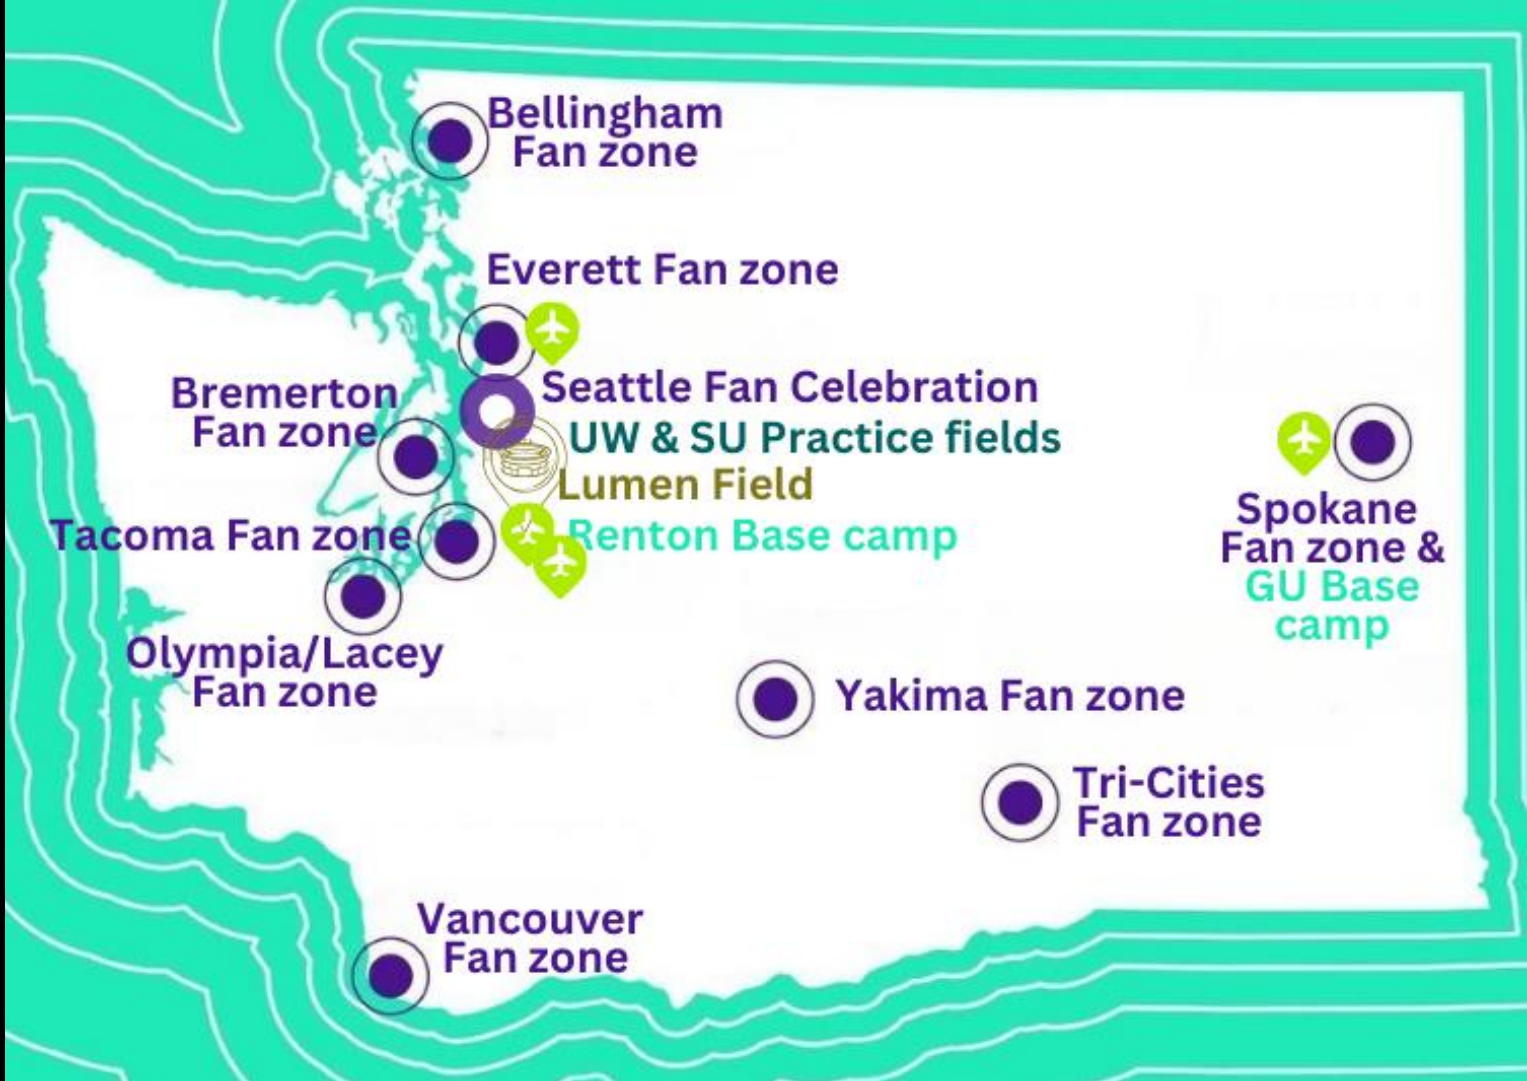 Bellingham
Fan zone
Everett Fan zone
Bremerton
Fan zone
Seattle Fan Celebration
UW & SU Practice fields
Lumen Field
Tacoma Fan zone
Renton Base camp
Spokane
Fan zone &
GU Base
camp
Olympia/Lacey
Fan zone
Yakima Fan zone
Tri-Cities
Fan zone
Vancouver
Fan zone